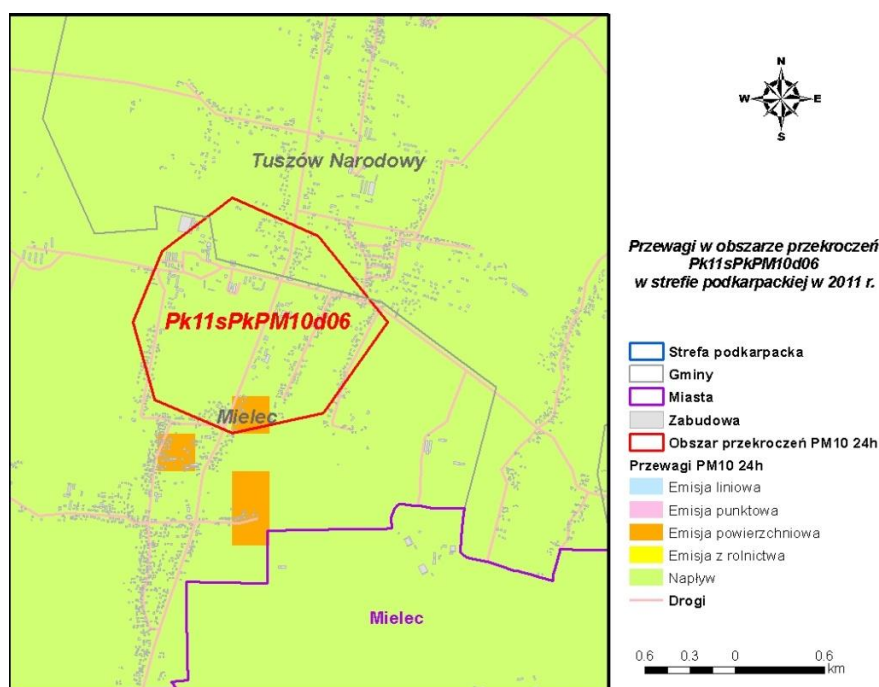 Tuszów Narodowy
Pk11sPkPM10d06
Mielec
Mielec
N
W E
S
Przewagi w obszarze przekroczeń
Pk11sPkPM10d06
w strefie podkarpackiej w 2011 r.
Strefa podkarpacka
Gminy
Miasta
Zabudowa
Obszar przekroczeń PM10 24h
Przewagi PM10 24h
Emisja liniowa
Emisja punktowa
Emisja powierzchniowa
Emisja z rolnictwa
Napływ
Drogi
0.6 0.3 0 0.6
km